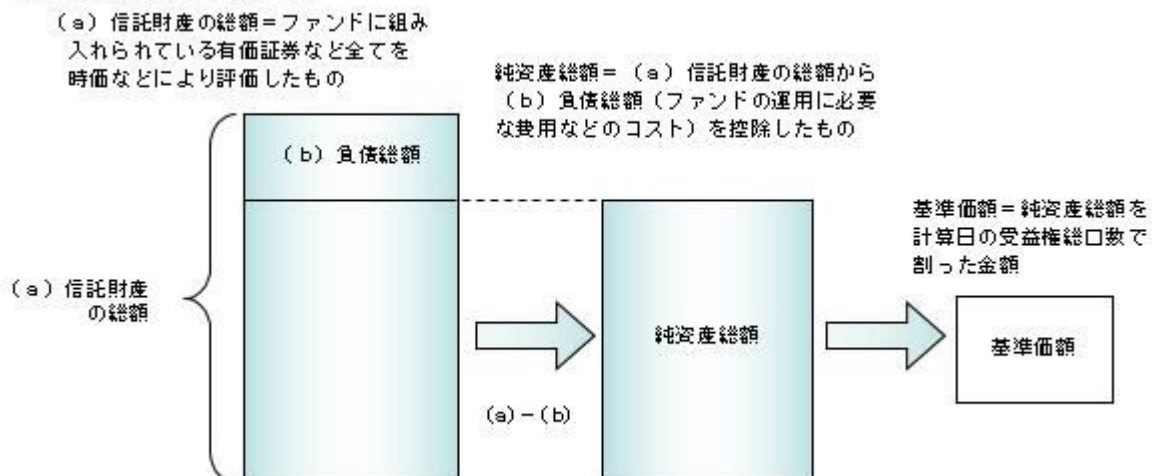 (a)信託財産の総額=ファンドに組み
入れられている有価証券など全てを
時価などにより評価したもの
純資産総額=(a)信託財産の総額から
(b)負債総額(ファンドの運用に必要
な費用などのコスト)を控除したもの
(b)負債総額
基準価額=純資産総額を
計算日の受益権総口数で
割った金額
(a)信託財産
の総額
純資産総額
基準価額
(a)-(b)